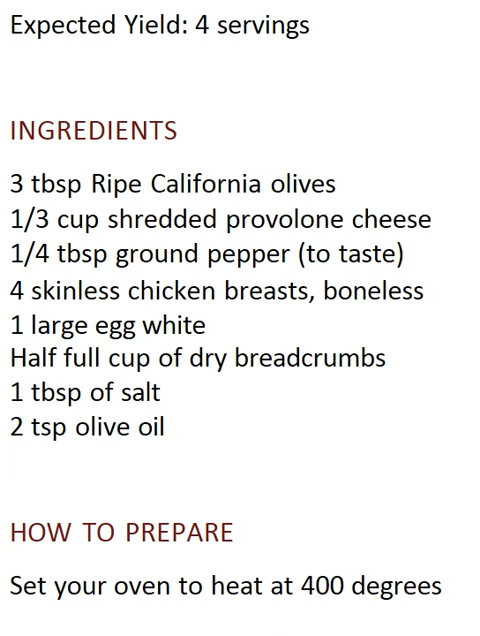 Expected Yield: 4 servings
INGREDIENTS
3 tbsp Ripe California olives
1/3 cup shredded provolone cheese
1/4 tbsp ground pepper (to taste)
4 skinless chicken breasts, boneless
1 large egg white
Half full cup of dry breadcrumbs
1 tbsp of salt
2 tsp olive oil
HOW TO PREPARE
Set your oven to heat at 400 degrees